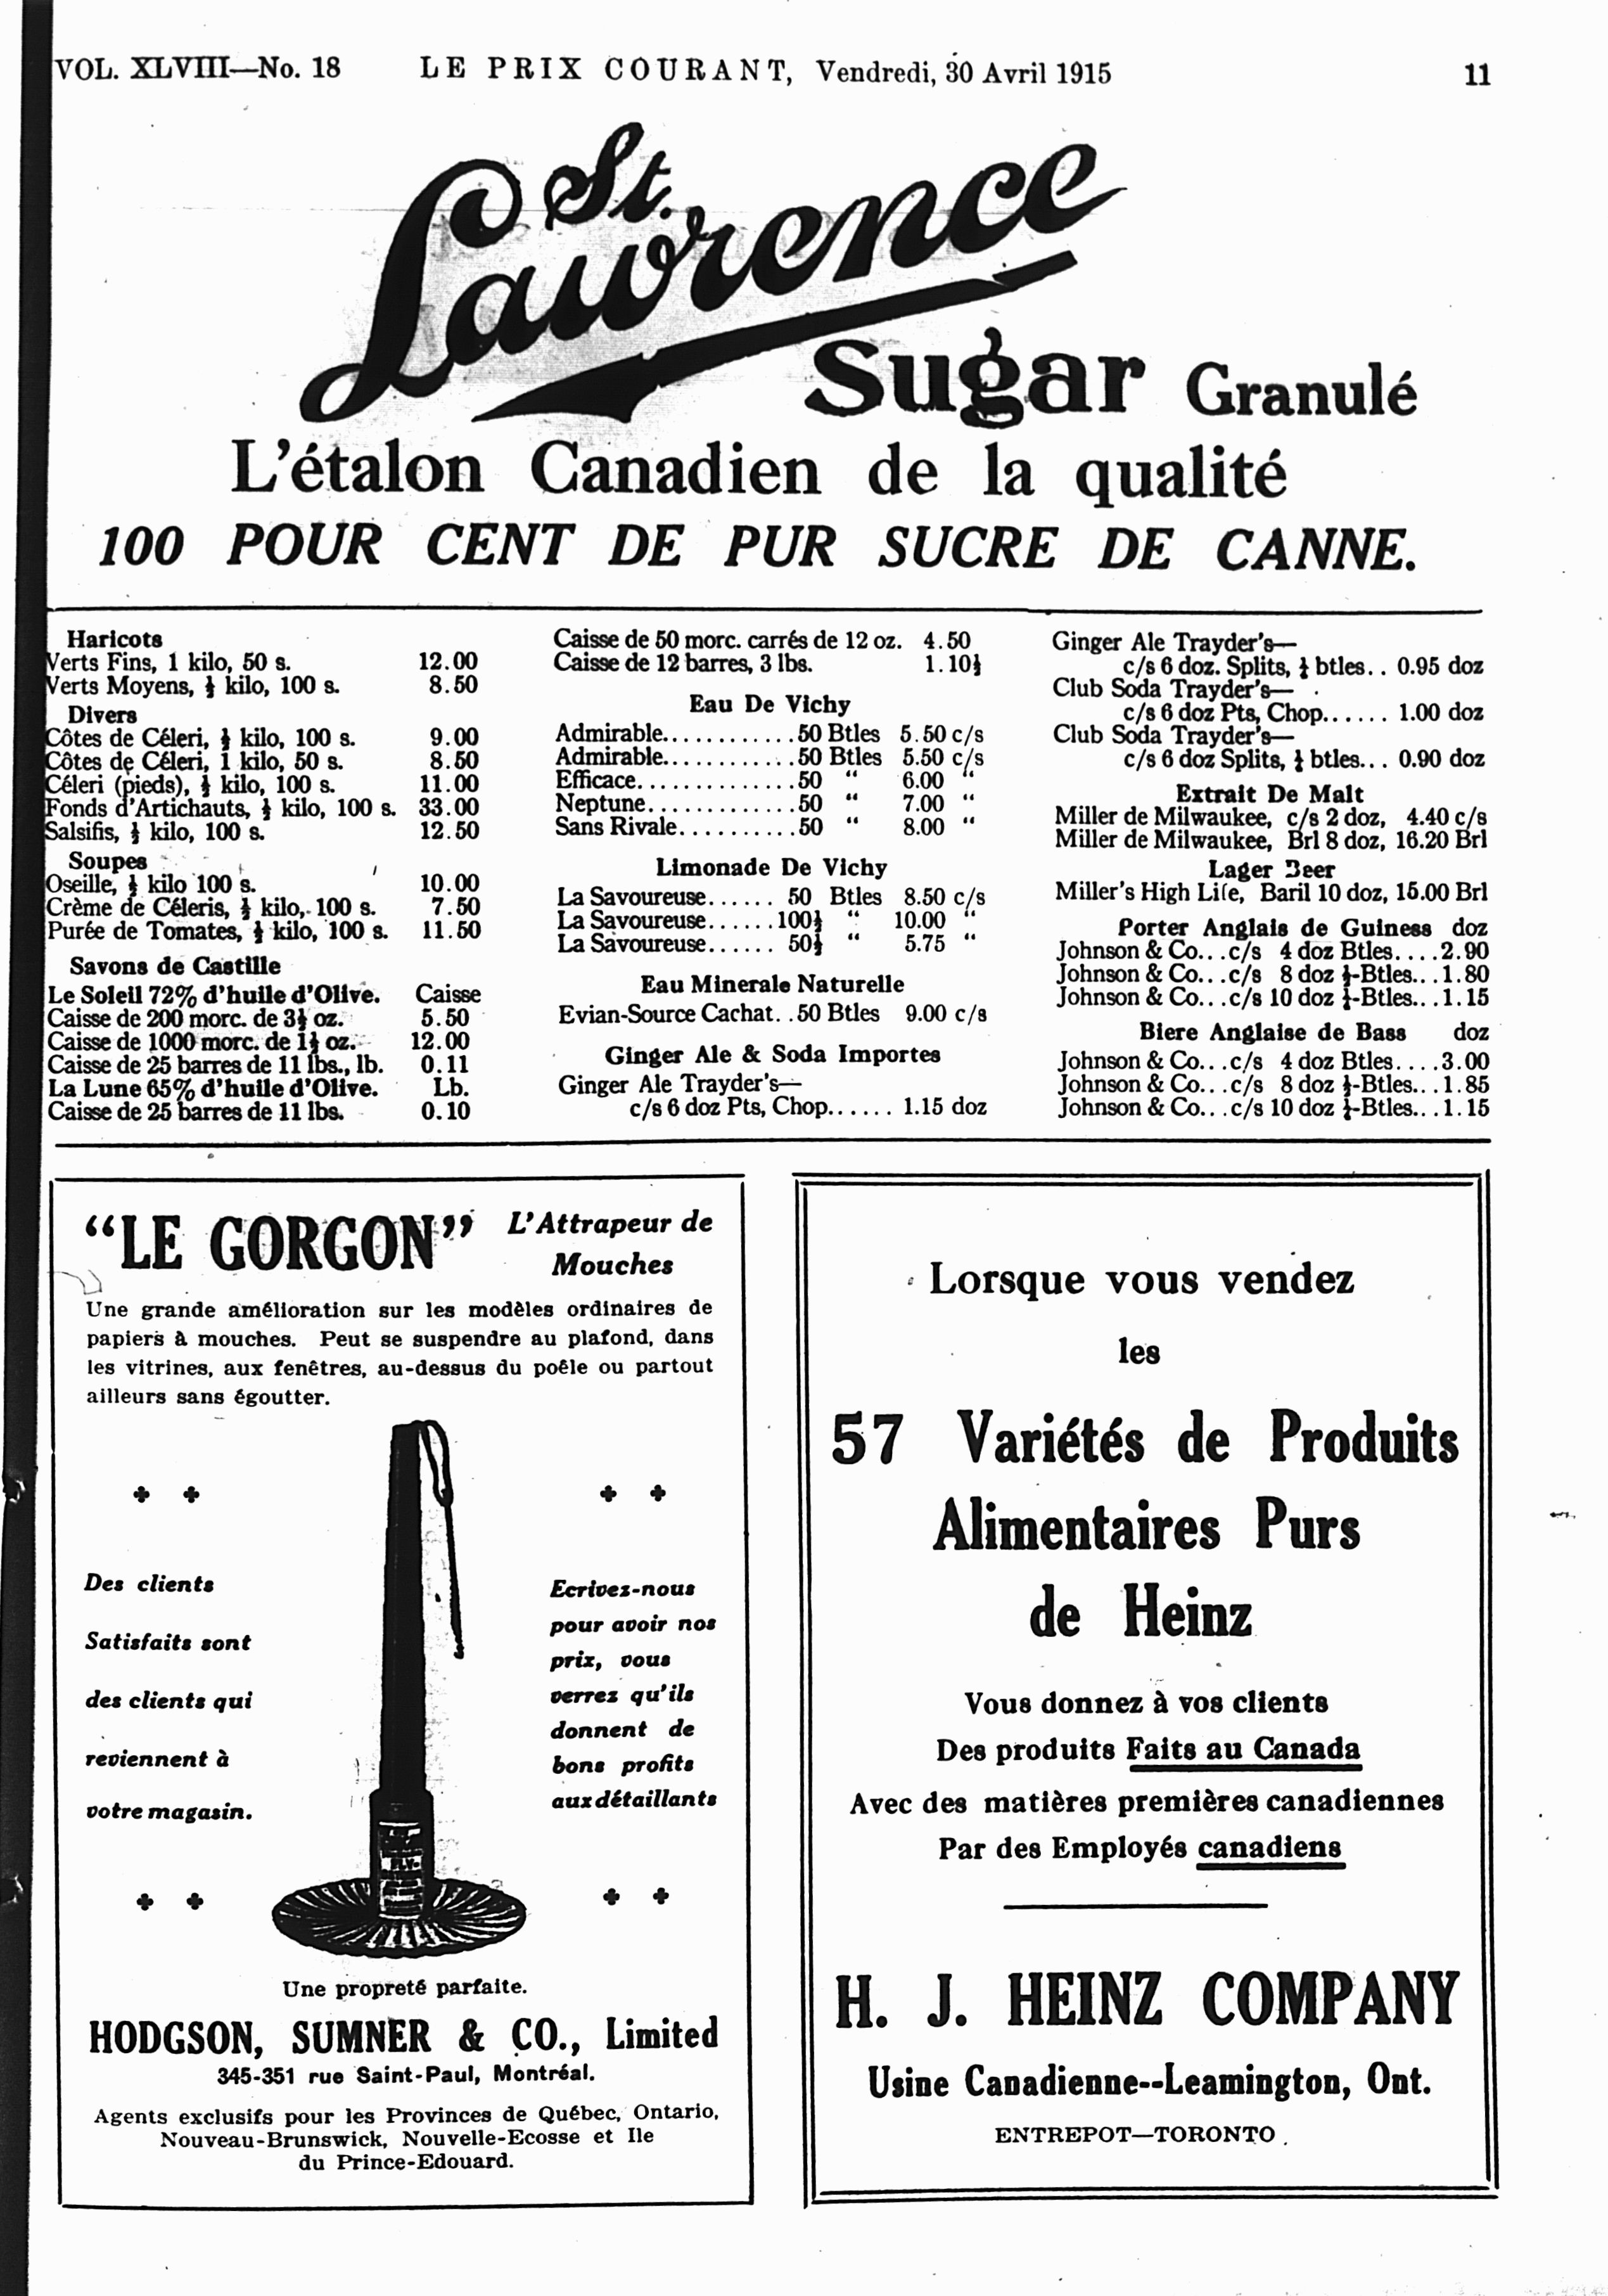 VOL. XLVIII—No. 18 LE PRIX COURANT, Vendredi, 30 Avril 1915 11
St.
Lawrence
Sugar Granulé
L'étalon Canadien de la qualité
100 POUR CENT DE PUR SUCRE DE CANNE.
Haricots
Verts Fins, 1 kilo, 50 s. 12.00
Verts Moyens, ½ kilo, 100 s. 8.50
Divers
Côtes de Céleri, ½ kilo, 100 s. 9.00
Côtes de Céleri, 1 kilo, 50 s. 8.50
Céleri (pieds), ½ kilo, 100 s. 11.00
Fonds d'Artichauts, ½ kilo, 100 s. 33.00
Salsifis, ½ kilo, 100 s. 12.50
Soupes
Oseille, ½ kilo 100 s. 10.00
Crème de Céleris, ½ kilo, 100 s. 7.50
Purée de Tomates, ½ kilo, 100 s. 11.50
Savons de Castille
Le Soleil 72% d'huile d'Olive. Caisse
Caisse de 200 morc. de 3½ oz. 5.50
Caisse de 1000 morc. de 1½ oz. 12.00
Caisse de 25 barres de 11 lbs., lb. 0.11
La Lune 65% d'huile d'Olive. Lb.
Caisse de 25 barres de 11 lbs. 0.10
Caisse de 50 morc. carrés de 12 oz. 4.50
Caisse de 12 barres, 3 lbs. 1.10½
Eau De Vichy
Admirable............50 Btles 5.50 c/s
Admirable............50 Btles 5.50 c/s
Efficace..............50 “ 6.00 “
Neptune.............50 “ 7.00 “
Sans Rivale..........50 “ 8.00 “
Limonade De Vichy
La Savoureuse...... 50 Btles 8.50 c/s
La Savoureuse......100½ “ 10.00 “
La Savoureuse...... 50½ “ 5.75 “
Eau Minerale Naturelle
Evian-Source Cachat. .50 Btles 9.00 c/s
Ginger Ale & Soda Importes
Ginger Ale Trayder's—
c/s 6 doz Pts, Chop...... 1.15 doz
Ginger Ale Trayder's—
c/s 6 doz. Splits, ½ btles.. 0.95 doz
Club Soda Trayder's—
c/s 6 doz Pts, Chop...... 1.00 doz
Club Soda Trayder's—
c/s 6 doz Splits, ½ btles... 0.90 doz
Extrait De Malt
Miller de Milwaukee, c/s 2 doz, 4.40 c/s
Miller de Milwaukee, Brl 8 doz, 16.20 Brl
Lager Beer
Miller's High Life, Baril 10 doz, 15.00 Brl
Porter Anglais de Guiness doz
Johnson & Co...c/s 4 doz Btles....2.90
Johnson & Co...c/s 8 doz ½-Btles...1.80
Johnson & Co...c/s 10 doz ¼-Btles...1.15
Biere Anglaise de Bass doz
Johnson & Co...c/s 4 doz Btles....3.00
Johnson & Co...c/s 8 doz ½-Btles...1.85
Johnson & Co...c/s 10 doz ¼-Btles...1.15
“LE GORGON” L'Attrapeur de
Mouches
Une grande amélioration sur les modèles ordinaires de
papiers à mouches. Peut se suspendre au plafond, dans
les vitrines, aux fenêtres, au-dessus du poêle ou partout
ailleurs sans égoutter.
Des clients
Satisfaits sont
des clients qui
reviennent à
votre magasin.
FLY-
Ecrivez-nous
pour avoir nos
prix, vous
verrez qu'ils
donnent de
bons profits
aux détaillants
Une propreté parfaite.
HODGSON, SUMNER & CO., Limited
345-351 rue Saint-Paul, Montréal.
Agents exclusifs pour les Provinces de Québec, Ontario,
Nouveau-Brunswick, Nouvelle-Ecosse et Ile
du Prince-Edouard.
Lorsque vous vendez
les
57 Variétés de Produits
Alimentaires Purs
de Heinz
Vous donnez à vos clients
Des produits Faits au Canada
Avec des matières premières canadiennes
Par des Employés canadiens
H. J. HEINZ COMPANY
Usine Canadienne--Leamington, Ont.
ENTREPOT—TORONTO.